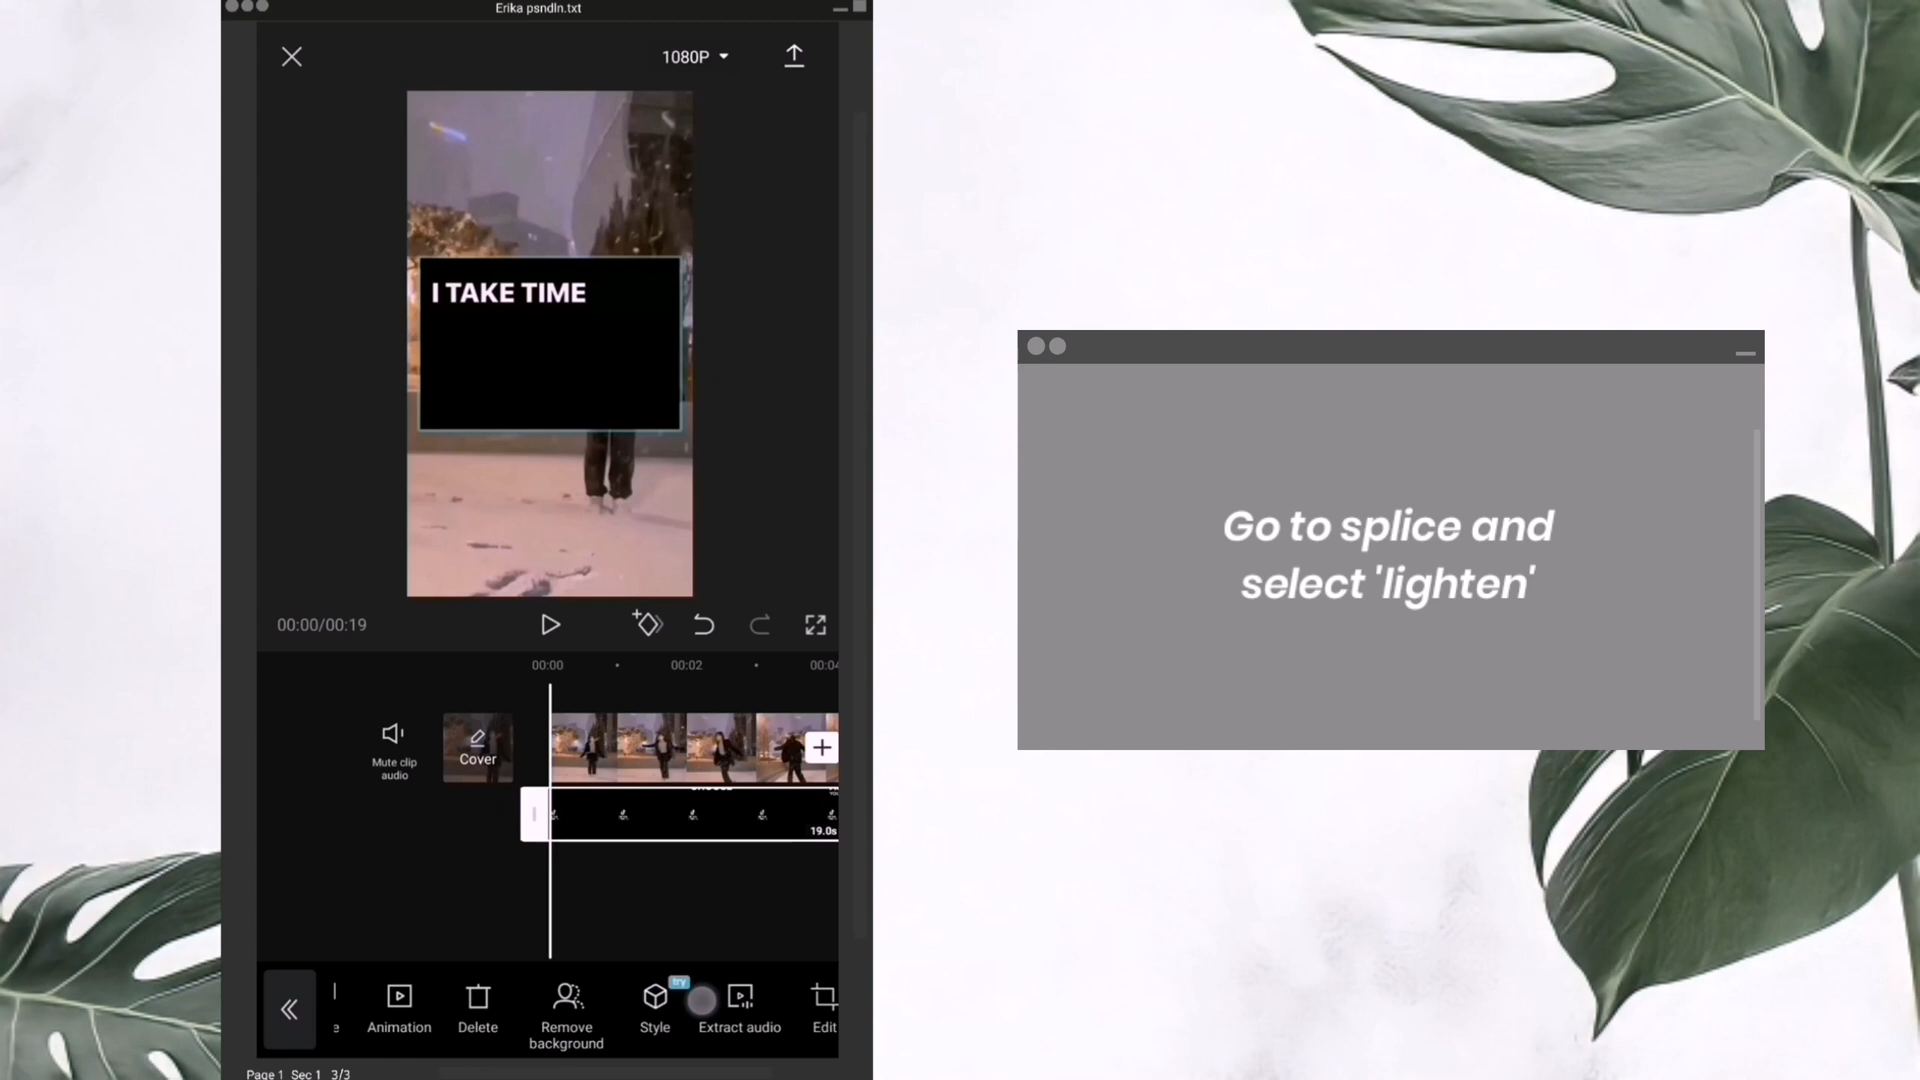 Erika psndln.txt
1080P
I TAKE TIME
00:00/00:19
00:00
00:02
00:04
Mute clip
audio
Cover
19.0s
try
e
Animation
Delete
Remove
background
Style
Extract audio
Edit
Page 1 Sec 1 3/3
Go to splice and
select 'lighten'